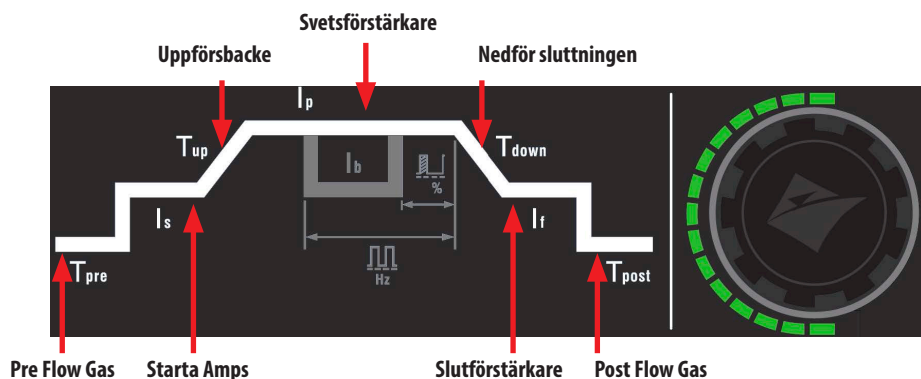 Svetsförstärkare
Uppförsbacke
Nedför sluttningen
Ip
Tup
Tdown
Ib
%
Is
If
Tpre
Hz
Tpost
Pre Flow Gas
Starta Amps
Slutförstärkare
Post Flow Gas